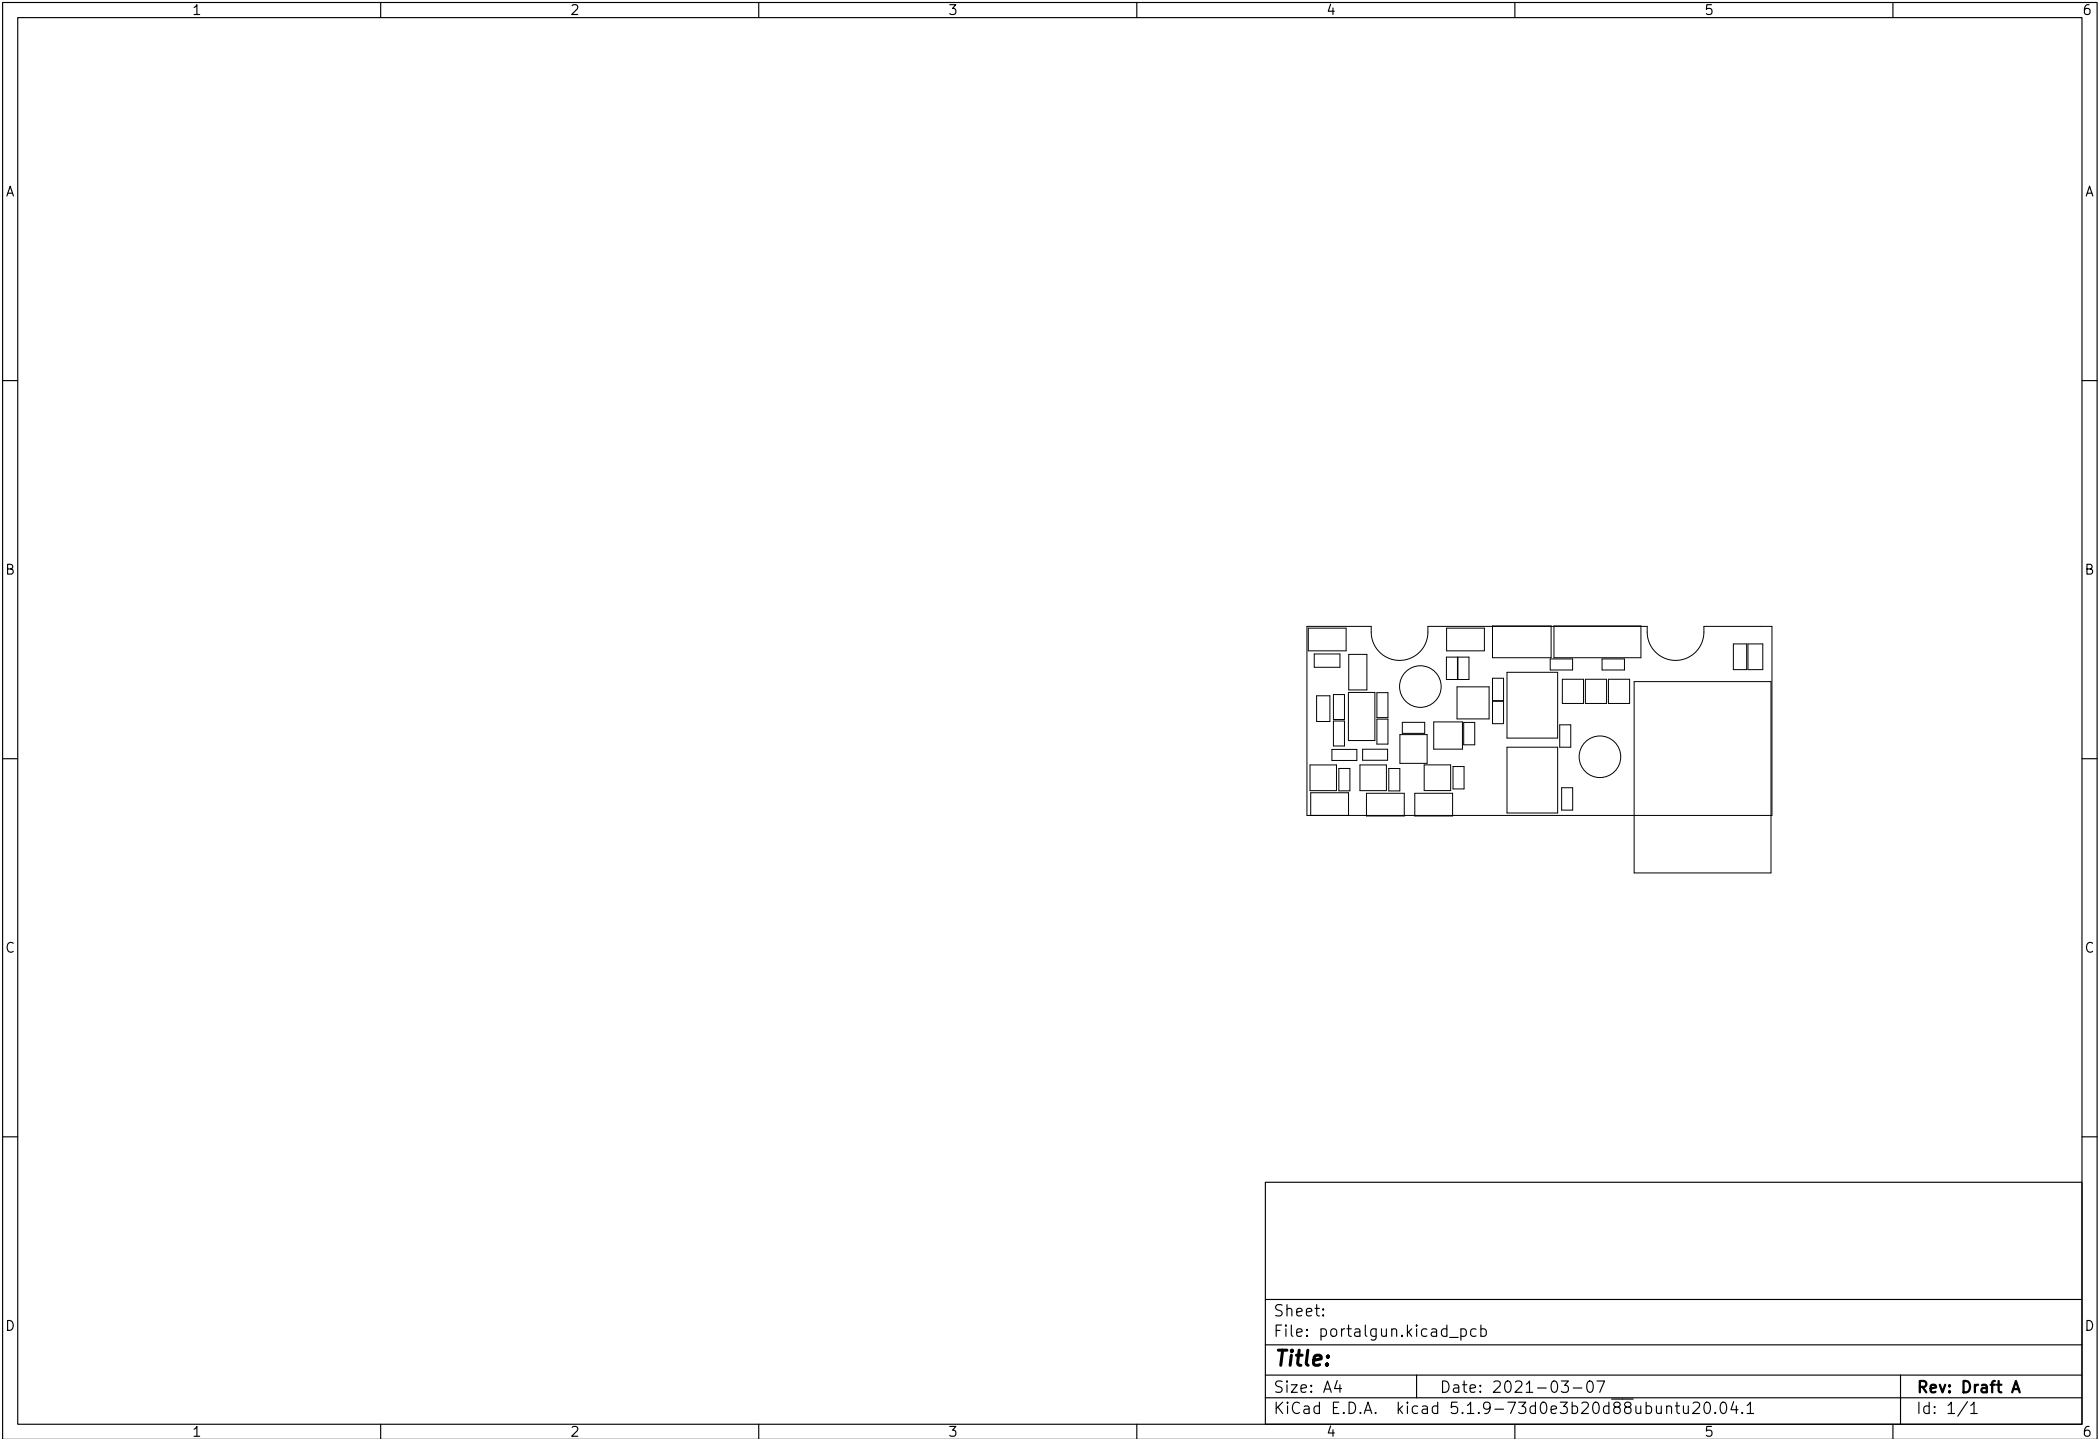 1 2 3 4 5 6
A A
B B
C C
D D
Sheet:
File: portalgun.kicad_pcb
Title:
Size: A4 Date: 2021-03-07 Rev: Draft A
KiCad E.D.A. kicad 5.1.9-73d0e3b20d88ubuntu20.04.1 Id: 1/1
1 2 3 4 5 6